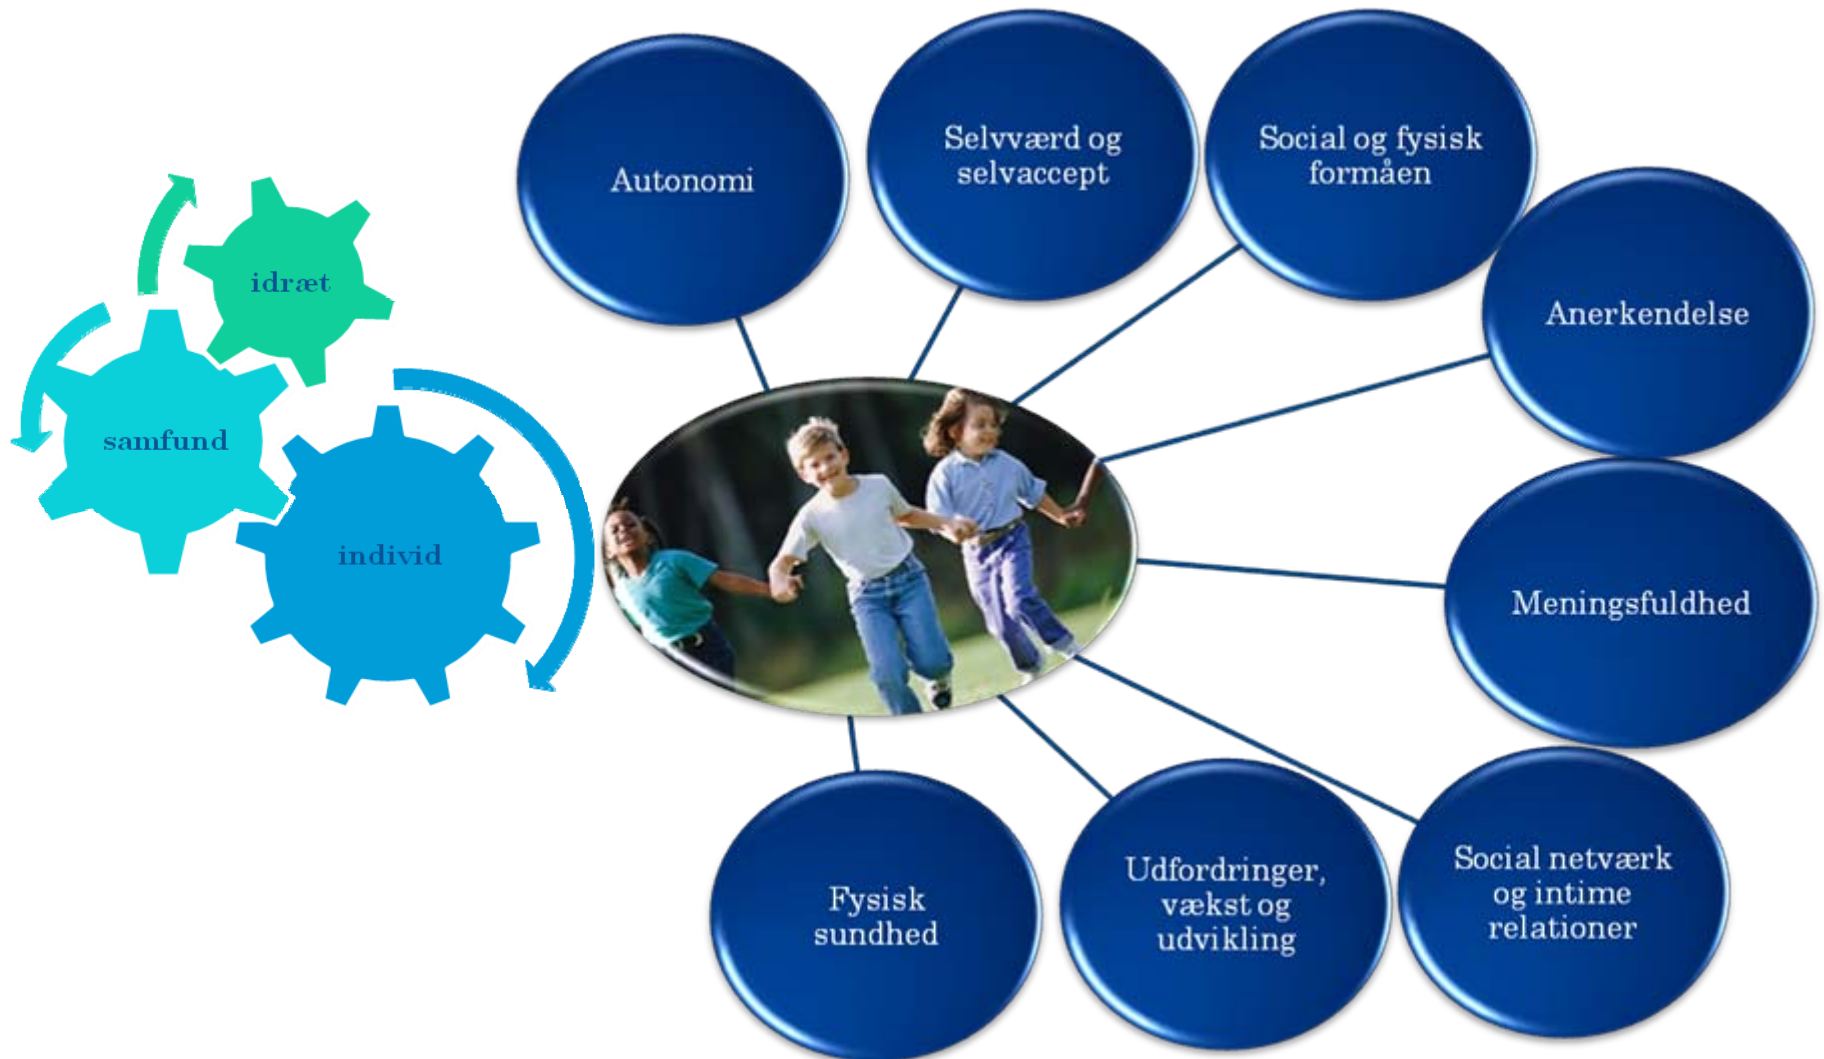 idræt
samfund
individ
Autonomi
Selvværd og
selvaccept
Social og fysisk
formåen
Anerkendelse
Meningsfuldhed
Social netværk
og intime
relationer
Udfordringer,
vækst og
udvikling
Fysisk
sundhed